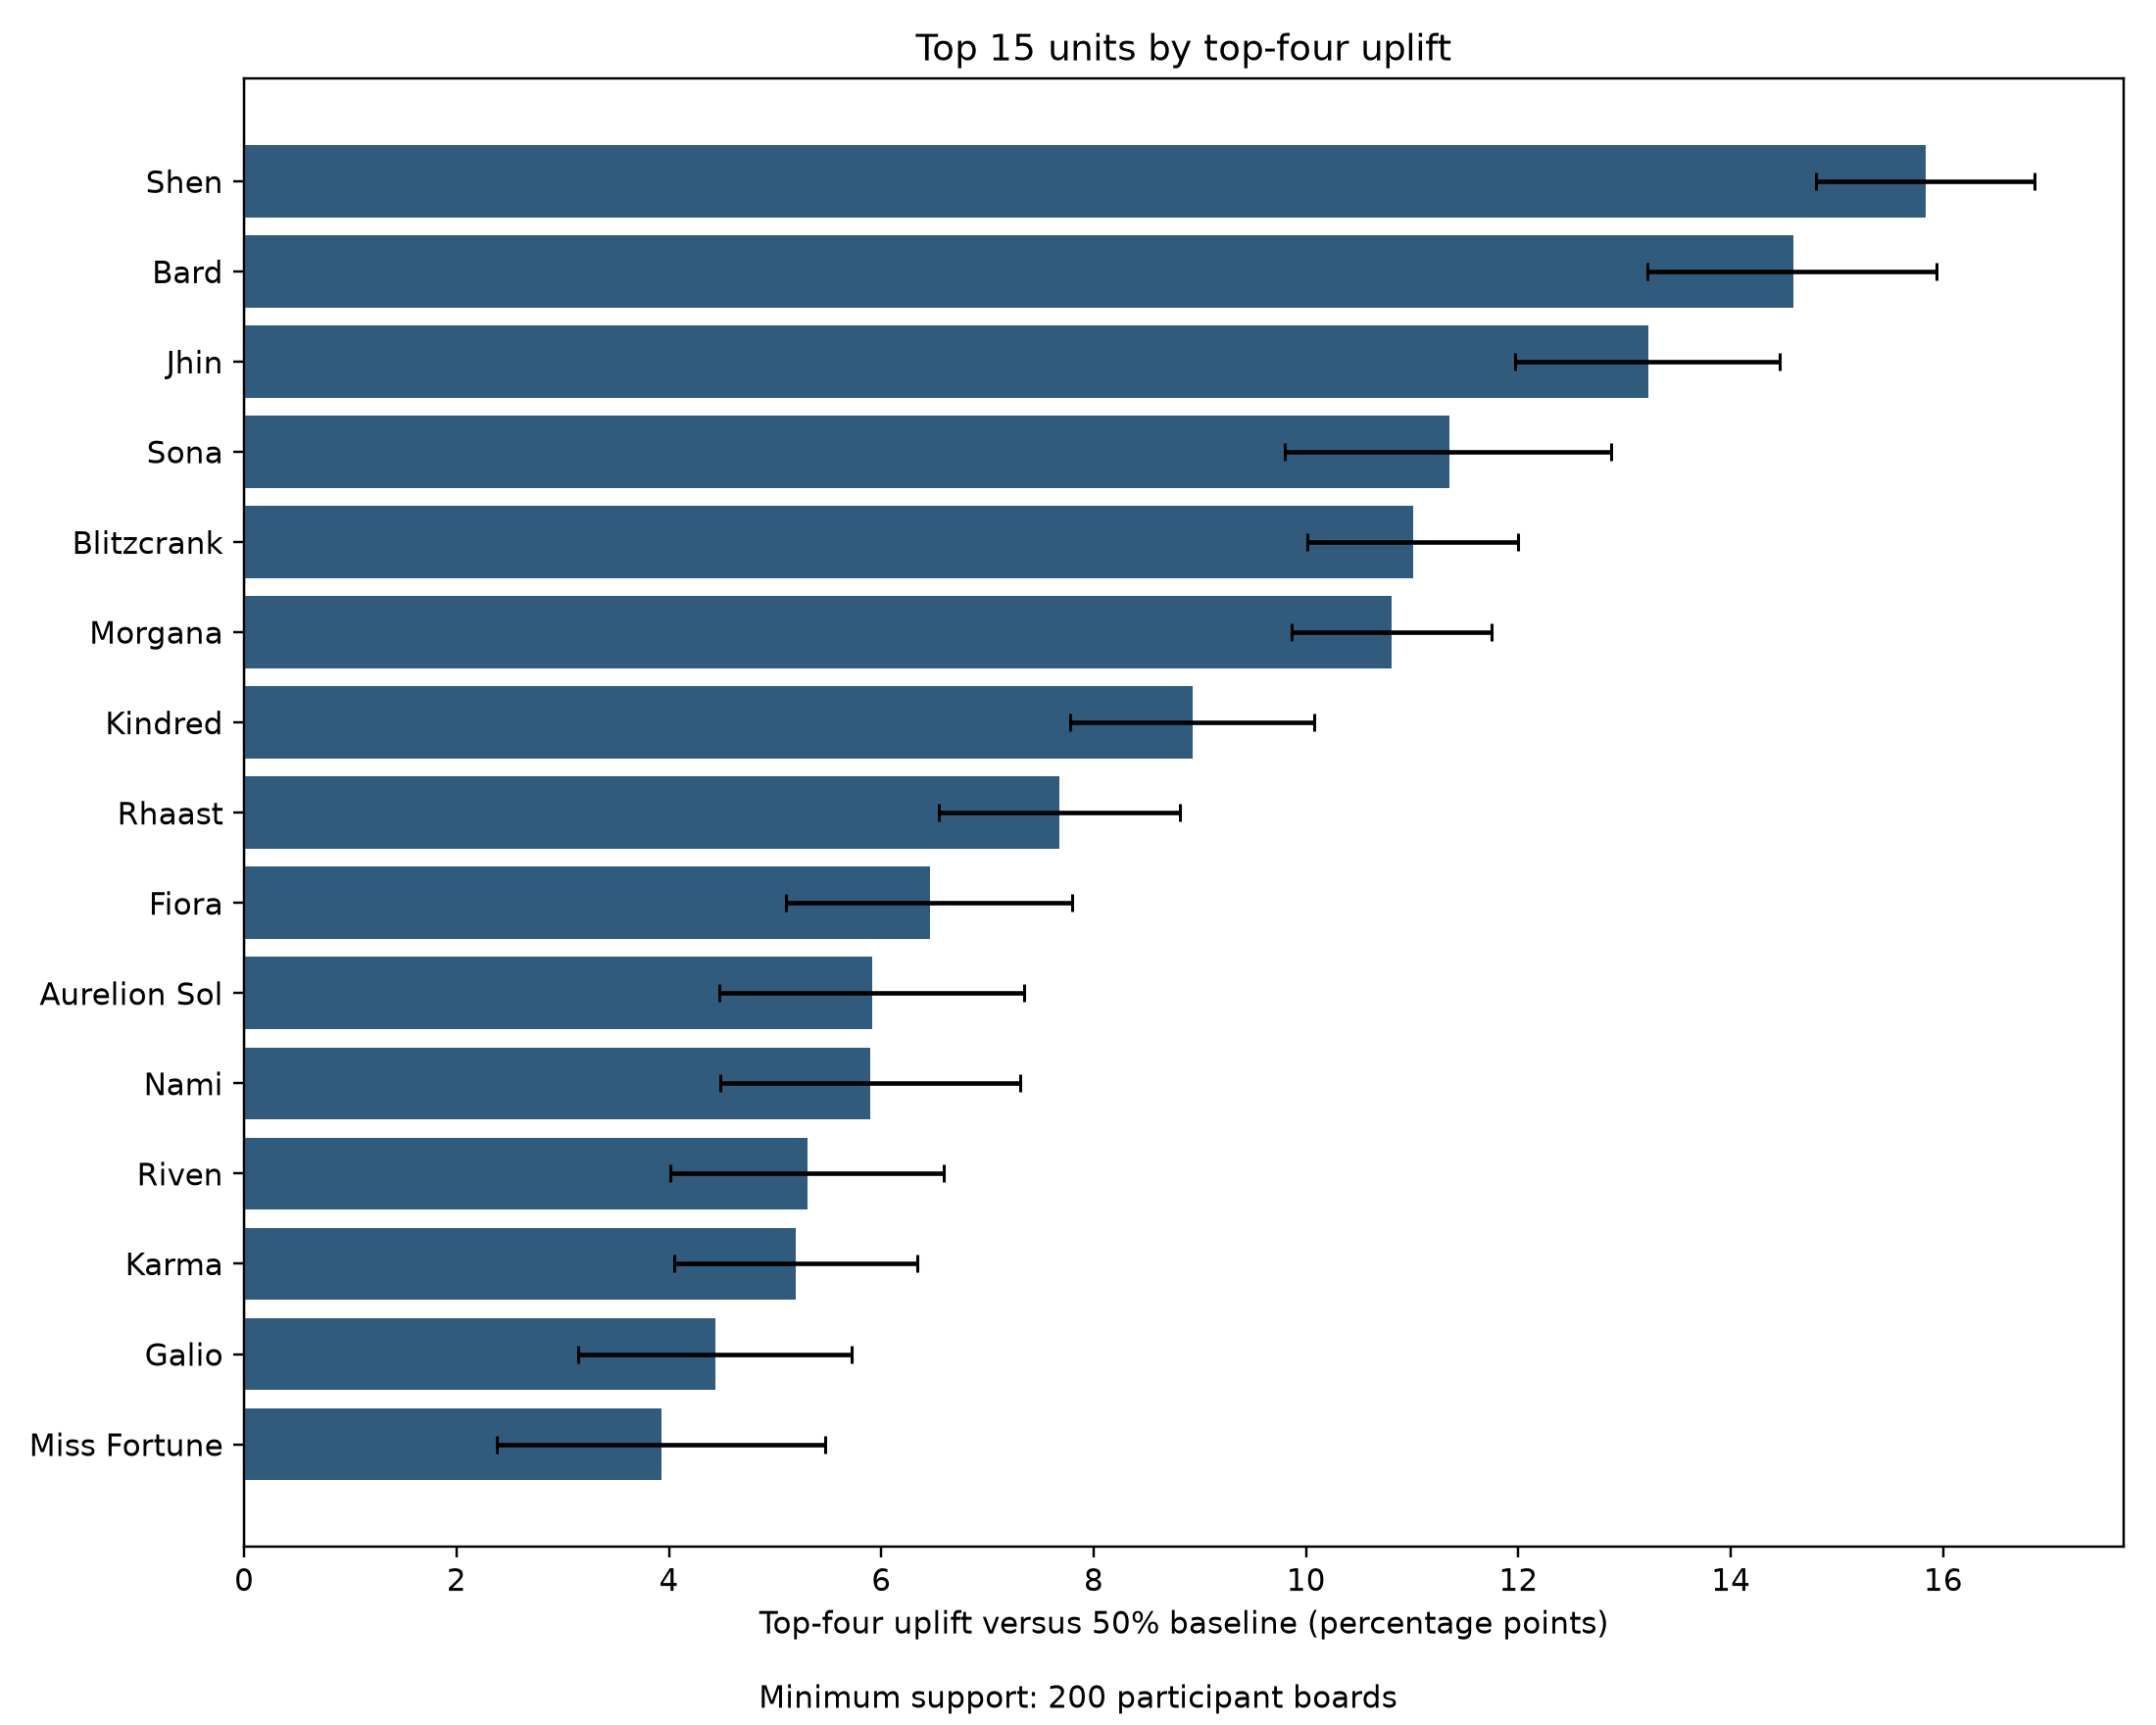 Top 15 units by top-four uplift
Shen
Bard
Jhin
Sona
Blitzcrank
Morgana
Kindred
Rhaast
Fiora
Aurelion Sol
Nami
Riven
Karma
Galio
Miss Fortune
0 2 4 6 8 10 12 14 16
Top-four uplift versus 50% baseline (percentage points)
Minimum support: 200 participant boards